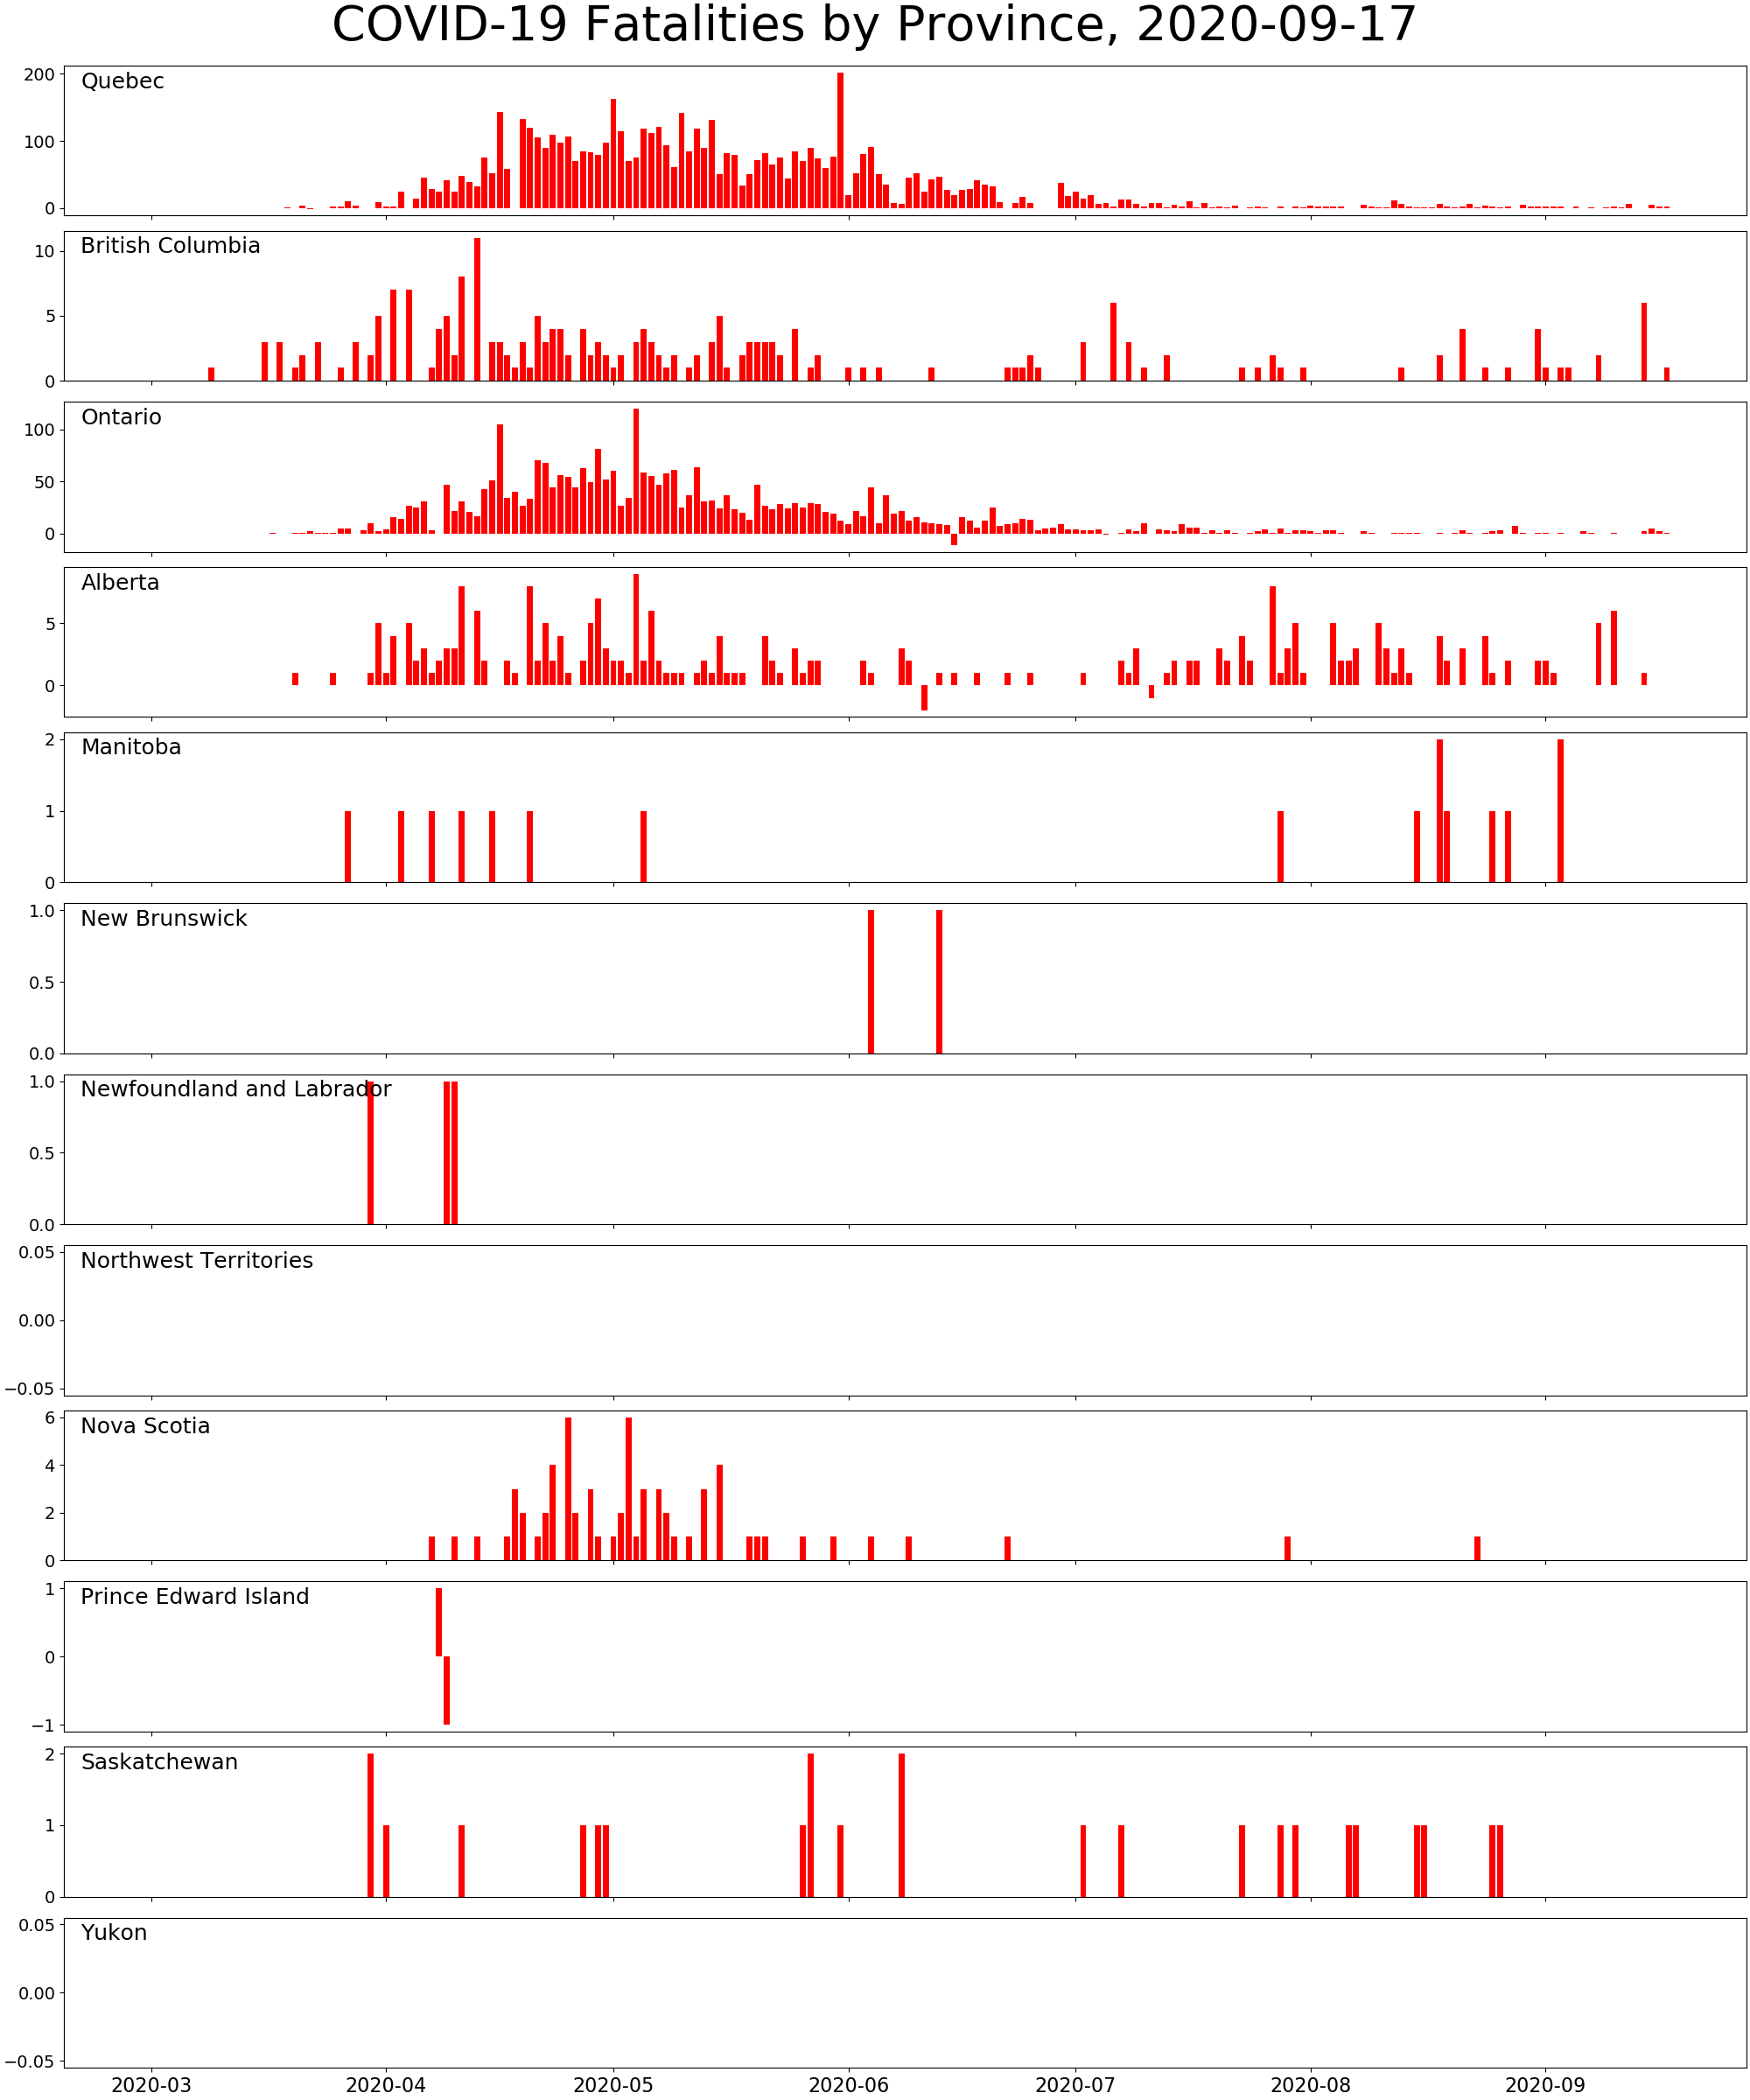 COVID-19 Fatalities by Province, 2020-09-17
Quebec
200
100
0
British Columbia
10
5
0
Ontario
100
50
0
Alberta
5
0
Manitoba
2
1
0
New Brunswick
1.0
0.5
0.0
Newfoundland and Labrador
1.0
0.5
0.0
Northwest Territories
0.05
0.00
−0.05
Nova Scotia
6
4
2
0
Prince Edward Island
1
0
−1
Saskatchewan
2
1
0
Yukon
0.05
0.00
−0.05
2020-03 2020-04 2020-05 2020-06 2020-07 2020-08 2020-09